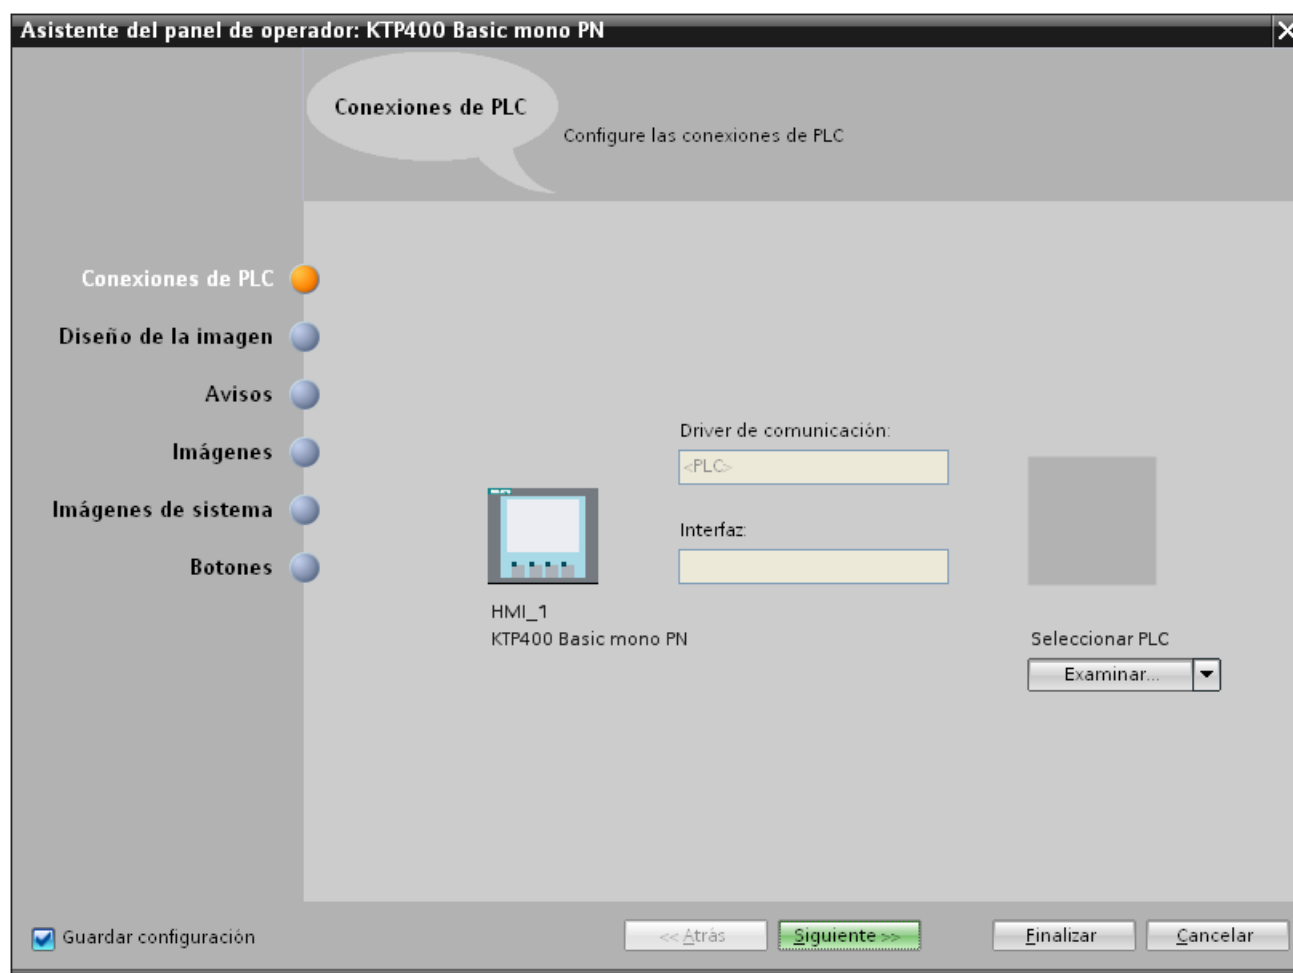 Asistente del panel de operador: KTP400 Basic mono PN
Conexiones de PLC
Configure las conexiones de PLC
Conexiones de PLC
Diseño de la imagen
Avisos
Imágenes
Imágenes de sistema
Botones
Driver de comunicación:
<PLC>
Interfaz:
HMI_1
KTP400 Basic mono PN
Seleccionar PLC
Examinar...
Guardar configuración
<< Atrás
Siguiente >>
Finalizar
Cancelar